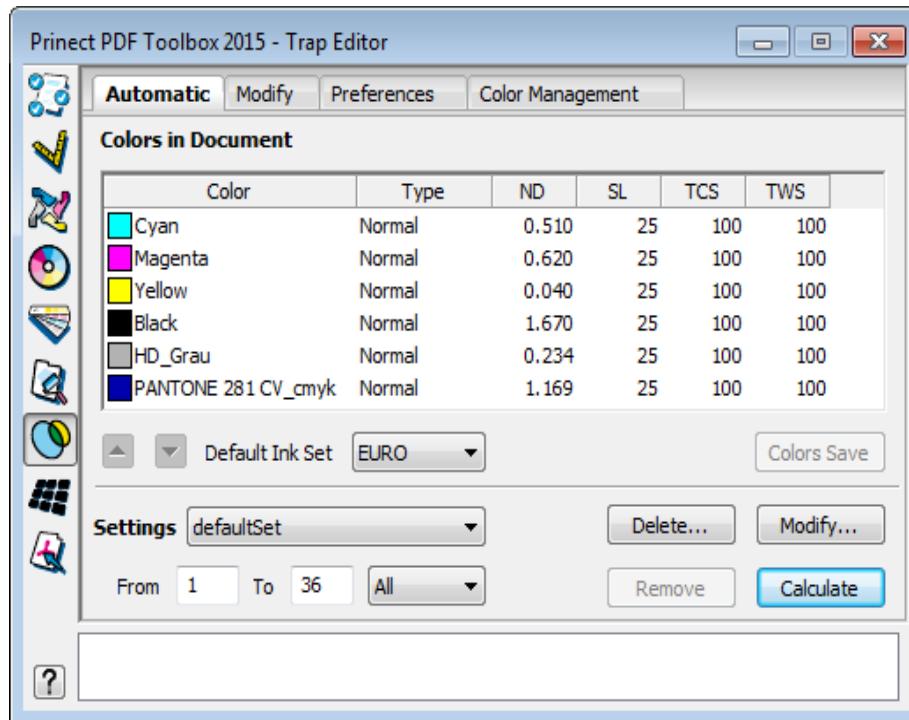 Prinect PDF Toolbox 2015 - Trap Editor
Automatic Modify Preferences Color Management
Colors in Document
Color Type ND SL TCS TWS
Cyan Normal 0.510 25 100 100
Magenta Normal 0.620 25 100 100
Yellow Normal 0.040 25 100 100
Black Normal 1.670 25 100 100
HD_Grau Normal 0.234 25 100 100
PANTONE 281 CV_cmyk Normal 1.169 25 100 100
Default Ink Set EURO Colors Save
Settings defaultSet Delete... Modify...
From 1 To 36 All Remove Calculate
?